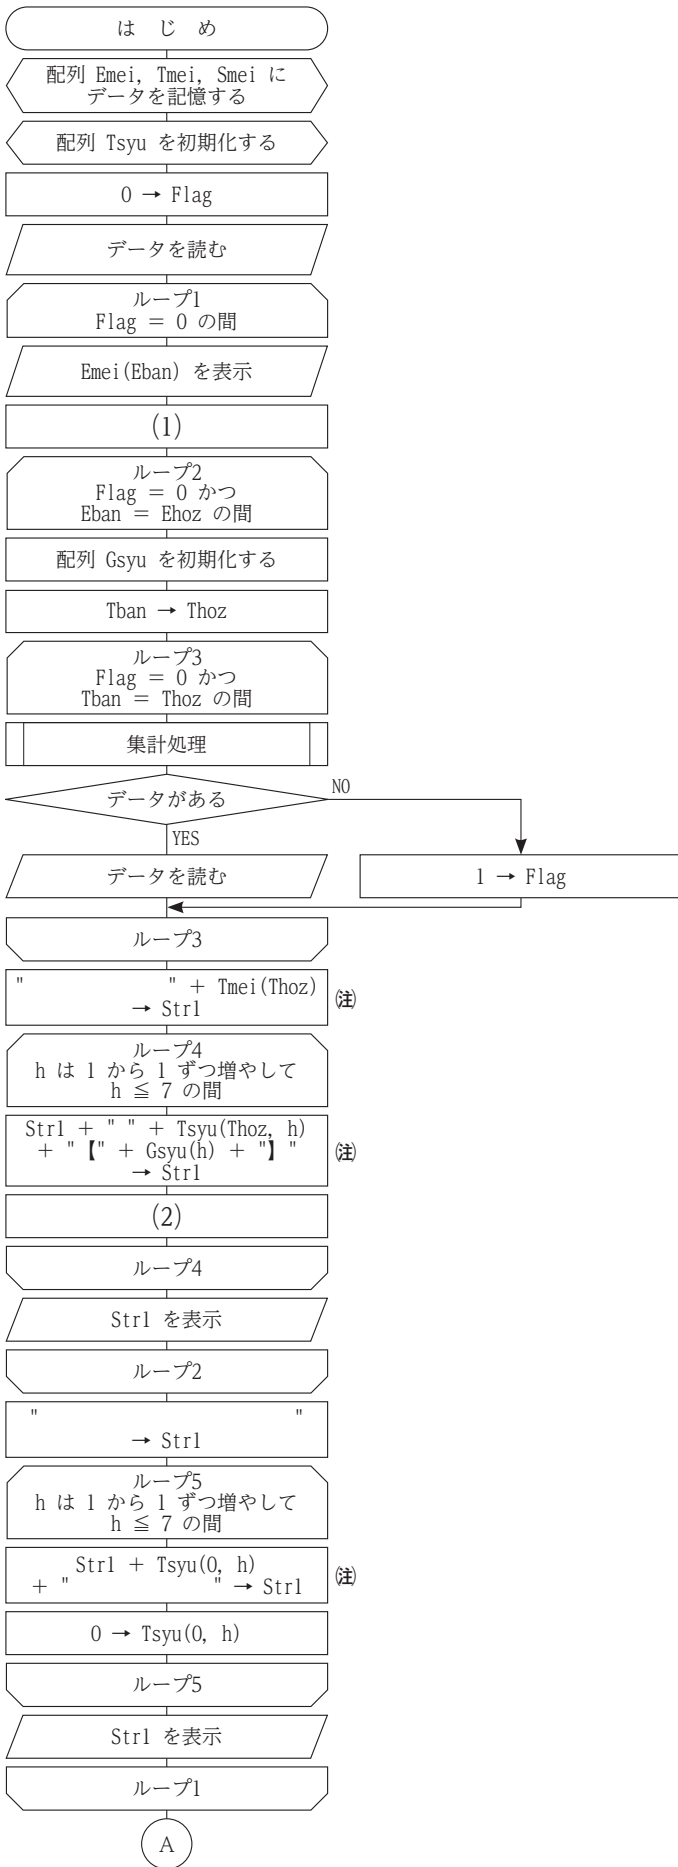 は じ め
配列 Emei, Tmei, Smei に
データを記憶する
配列 Tsyu を初期化する
0 → Flag
データを読む
ループ1
Flag = 0 の間
Emei(Eban) を表示
(1)
ループ2
Flag = 0 かつ
Eban = Ehoz の間
配列 Gsyu を初期化する
Tban → Thoz
ループ3
Flag = 0 かつ
Tban = Thoz の間
集計処理
データがある
NO
YES
データを読む
1 → Flag
ループ3
"            " + Tmei(Thoz)
→ Str1
(注)
ループ4
h は 1 から 1 ずつ増やして
h ≦ 7 の間
Str1 + " " + Tsyu(Thoz, h)
+ "【" + Gsyu(h) + "】"
→ Str1
(注)
(2)
ループ4
Str1 を表示
ループ2
"                      "
→ Str1
ループ5
h は 1 から 1 ずつ増やして
h ≦ 7 の間
Str1 + Tsyu(0, h)
+ "            " → Str1
(注)
0 → Tsyu(0, h)
ループ5
Str1 を表示
ループ1
A